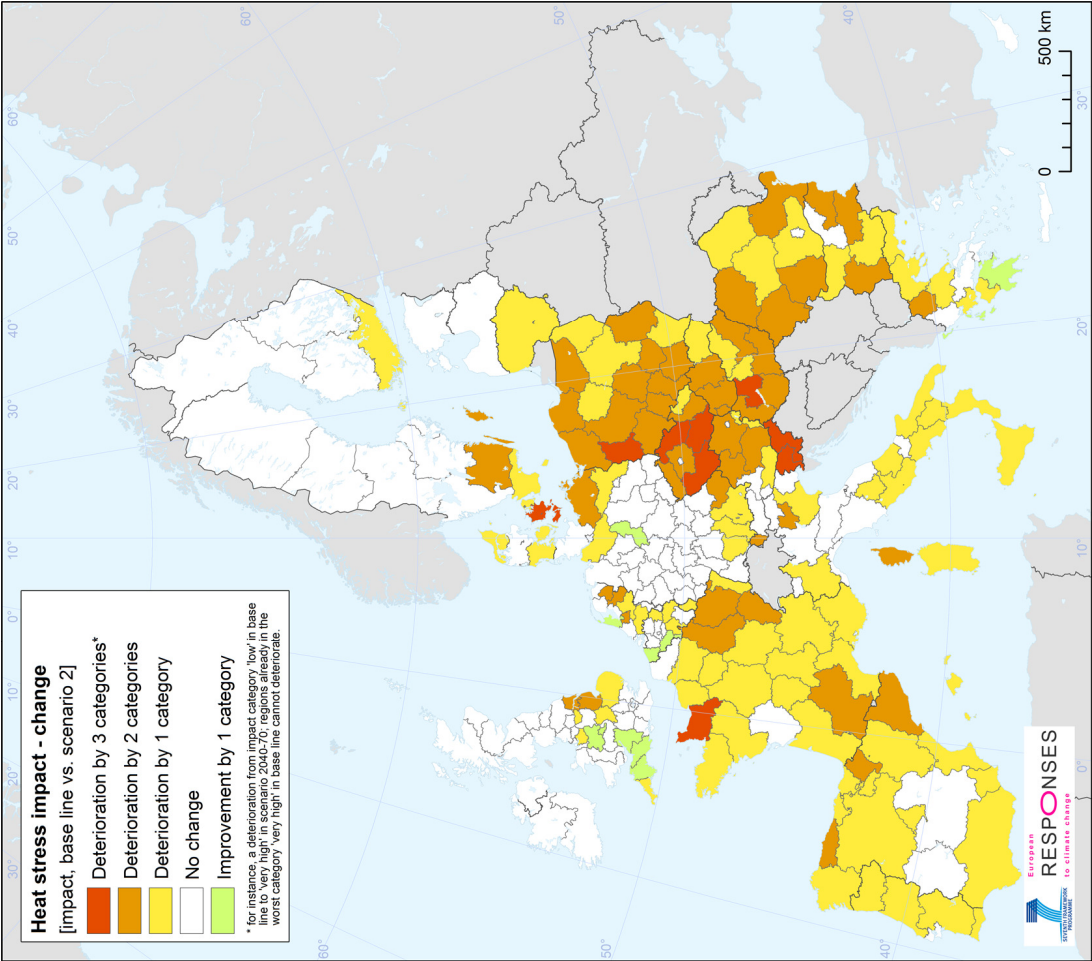 Heat stress impact - change
[impact, base line vs. scenario 2]
Deterioration by 3 categories*
Deterioration by 2 categories
Deterioration by 1 category
No change
Improvement by 1 category
* for instance, a deterioration from impact category 'low' in base
line to 'very high' in scenario 2040-70; regions already in the
worst category 'very high' in base line cannot deteriorate.
30°
20°
10°
0°
10°
20°
30°
40°
50°
60°
60°
50°
40°
60°
50°
40°
0°
10°
20°
30°
0
500 km
SEVENTH FRAMEWORK
PROGRAMME
European
RESPONSES
to climate change